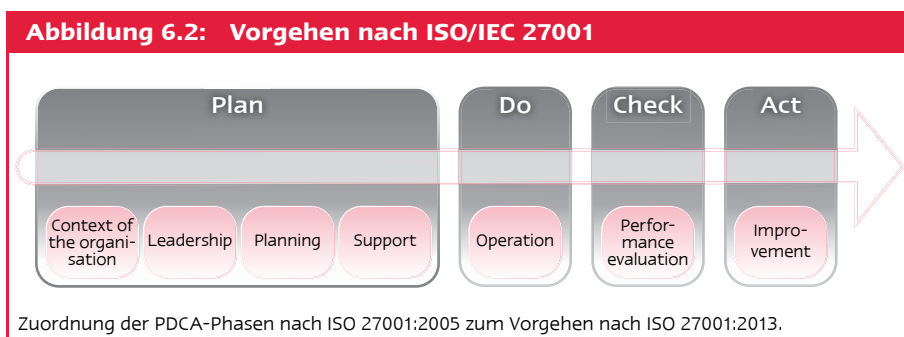 Abbildung 6.2: Vorgehen nach ISO/IEC 27001
Plan
Do
Check
Act
Context of
the organi-
sation
Leadership
Planning
Support
Operation
Perfor-
mance
evaluation
Impro-
vement
Zuordnung der PDCA-Phasen nach ISO 27001:2005 zum Vorgehen nach ISO 27001:2013.